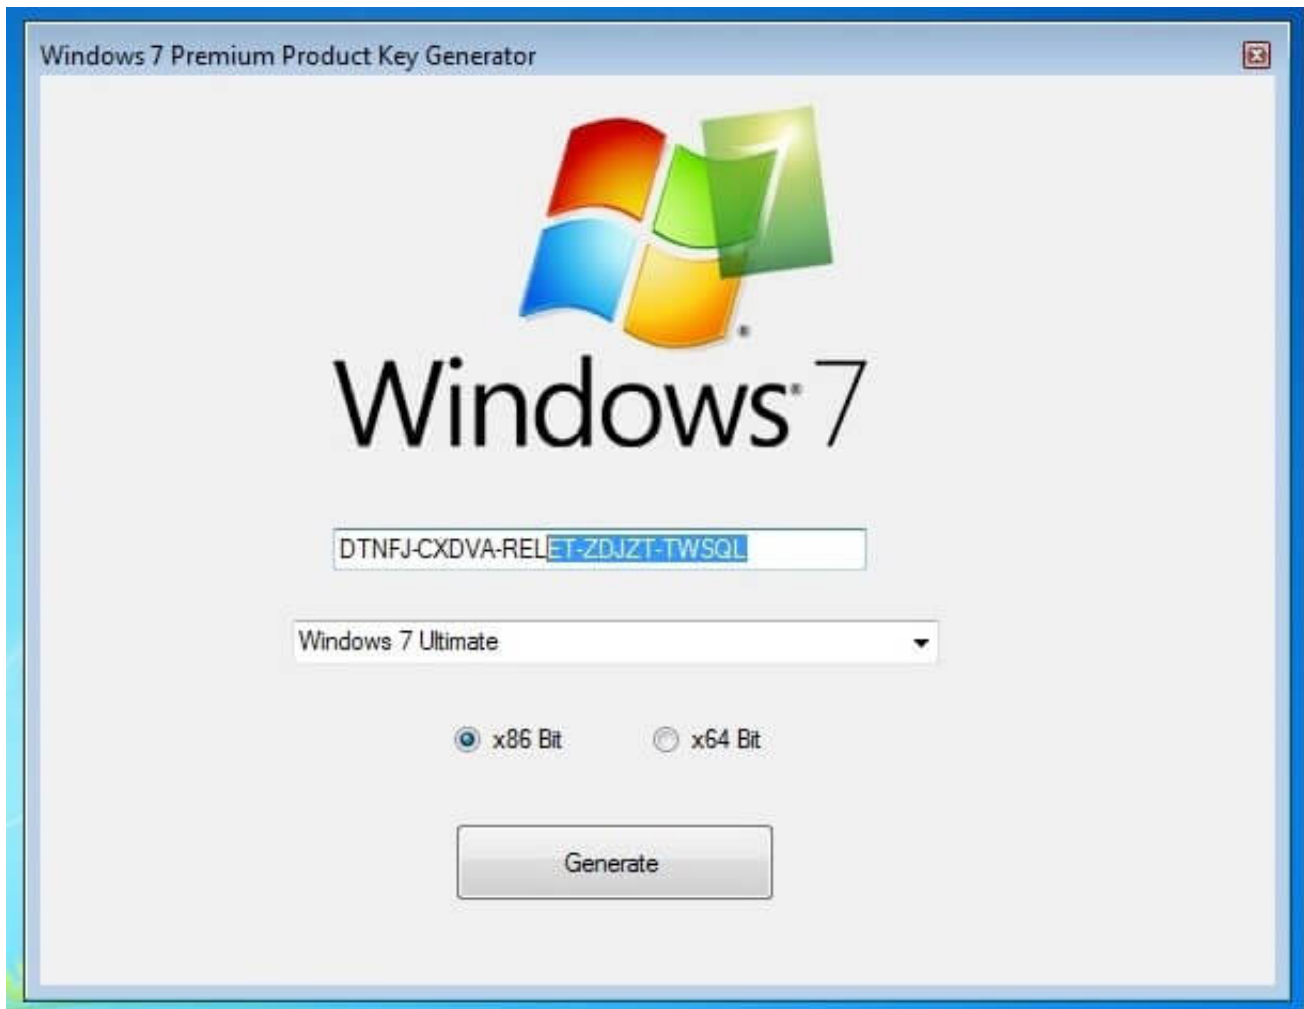 Windows 7 Premium Product Key Generator
7
Windows® 7
DTNFJ-CXDVA-RELET-ZDJZT-TWSQL
Windows 7 Ultimate
x86 Bit x64 Bit
Generate